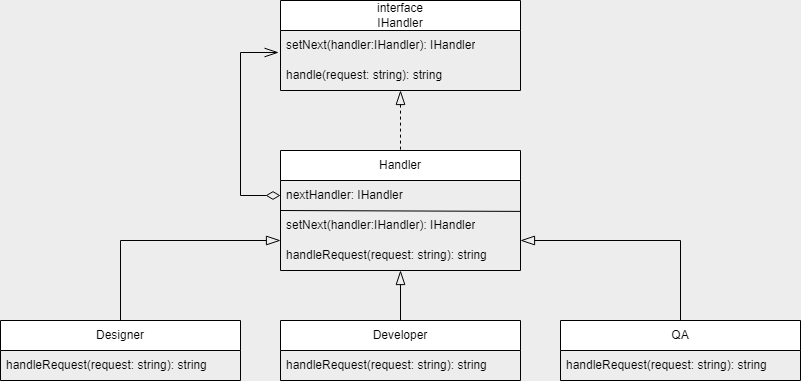 interface
IHandler
setNext(handler:IHandler): IHandler
handle(request: string): string
Handler
nextHandler: IHandler
setNext(handler:IHandler): IHandler
handleRequest(request: string): string
Designer
handleRequest(request: string): string
Developer
handleRequest(request: string): string
QA
handleRequest(request: string): string